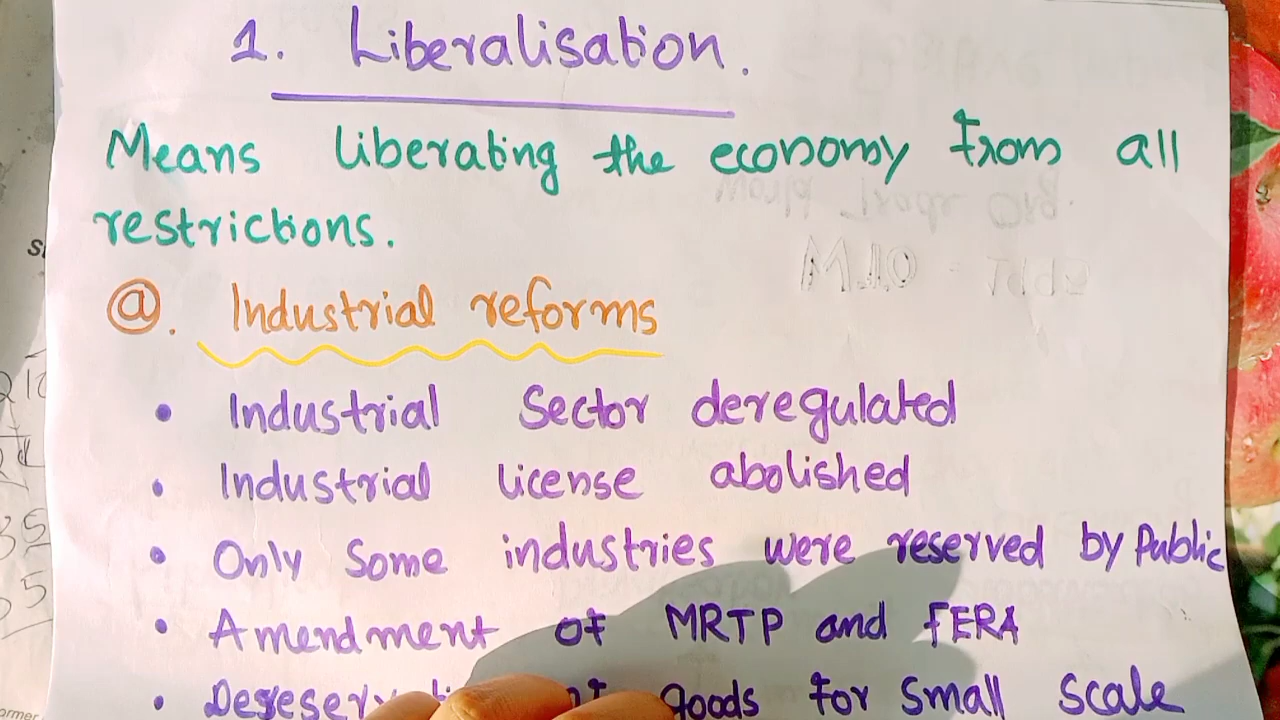 1. Liberalisation.
Means liberating the economy from all
restrictions.
@. Industrial reforms
• Industrial Sector deregulated
• Industrial license abolished
• Only Some industries were reserved by Public
• Amendment of MRTP and FERA
• goods for Small Scale